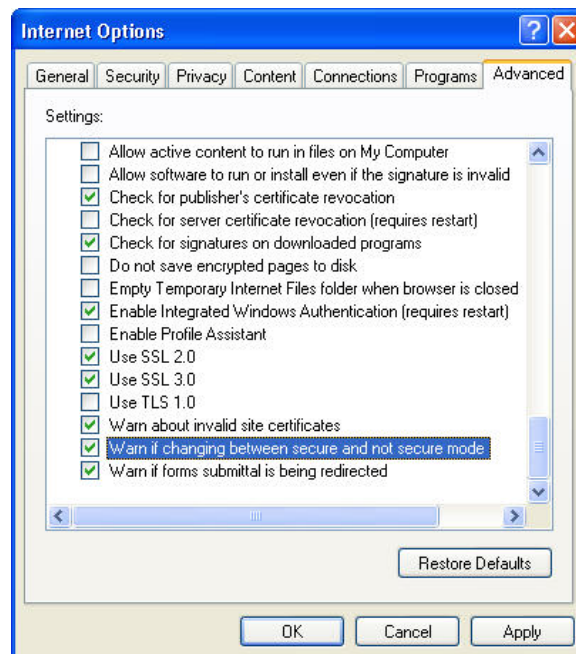 Internet Options
General Security Privacy Content Connections Programs Advanced
Settings:
Allow active content to run in files on My Computer
Allow software to run or install even if the signature is invalid
Check for publisher's certificate revocation
Check for server certificate revocation (requires restart)
Check for signatures on downloaded programs
Do not save encrypted pages to disk
Empty Temporary Internet Files folder when browser is closed
Enable Integrated Windows Authentication (requires restart)
Enable Profile Assistant
Use SSL 2.0
Use SSL 3.0
Use TLS 1.0
Warn about invalid site certificates
Warn if changing between secure and not secure mode
Warn if forms submittal is being redirected
Restore Defaults
OK Cancel Apply